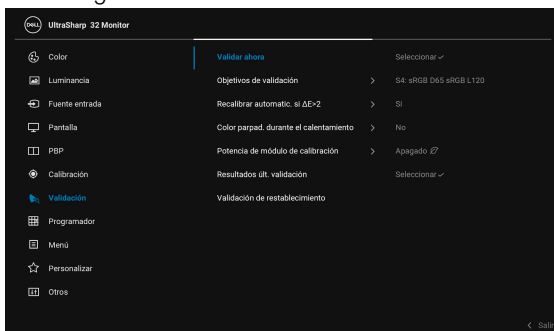 DELL UltraSharp 32 Monitor
Color
Luminancia
Fuente entrada
Pantalla
PBP
Calibración
Validación
Programador
Menú
Personalizar
Otros
Validar ahora Seleccionar
Objetivos de validación S4: sRGB D65 sRGB L120
Recalibrar automatic. si ΔE>2 Si
Color parpad. durante el calentamiento No
Potencia de módulo de calibración Apagado
Resultados últ. validación Seleccionar
Validación de restablecimiento